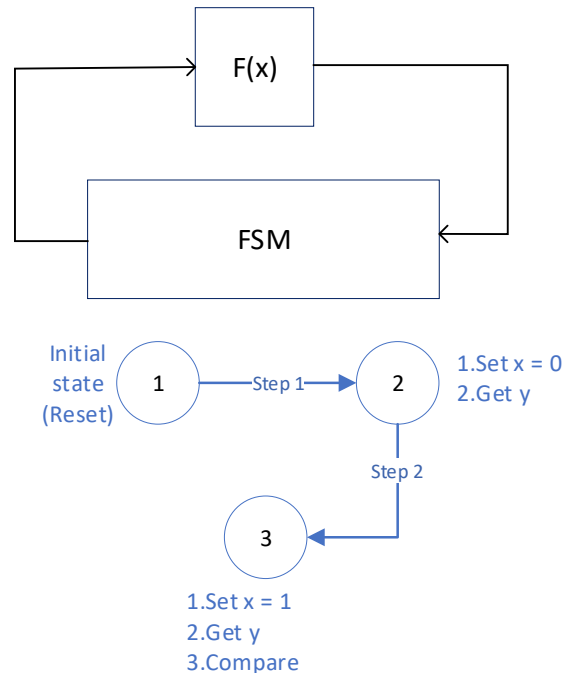 F(x)
FSM
Initial
state
(Reset)
1
Step 1
2
1.Set x = 0
2.Get y
Step 2
3
1.Set x = 1
2.Get y
3.Compare